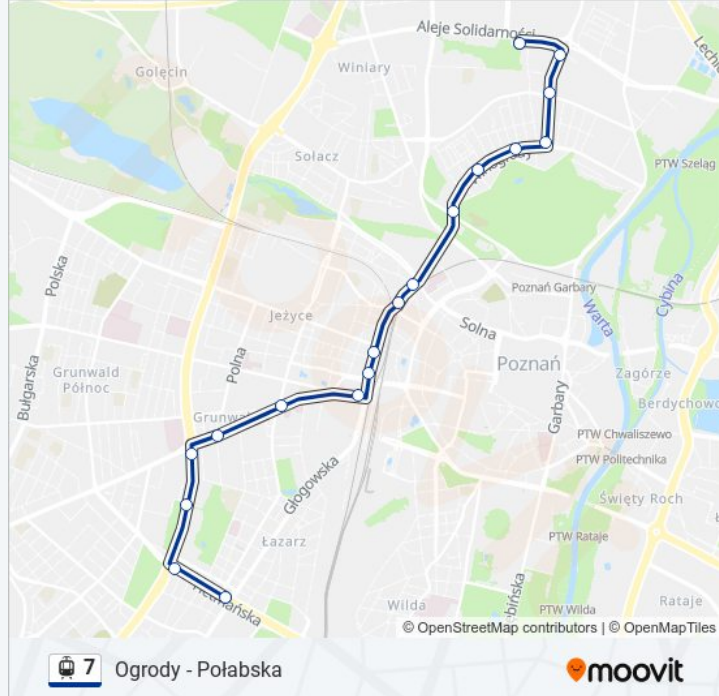 Aleje Solidarności
Golęcin
Winiary
Sołacz
PTW Szeląg
Polska
Poznań Garbary
Cybina
Warta
Jeżyce
Solna
Polna
Poznań
Bułgarska
Grunwald
Północ
Zagórze
Garbary
Berdychowo
PTW Chwaliszewo
PTW Politechnika
Głogowska
Święty Roch
Łazarz
PTW Rataje
Wilda
PTW Wilda
Rataje
© OpenStreetMap contributors | © OpenMapTiles
7 Ogrody - Połabska
moovit